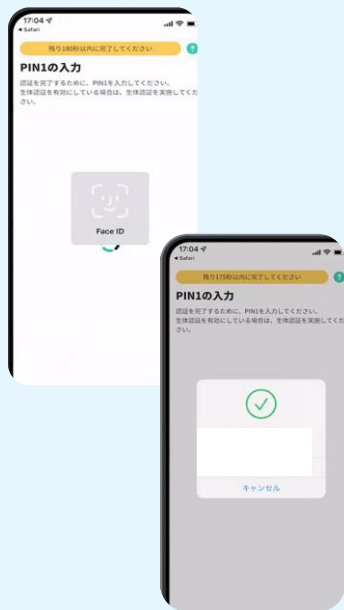 17:04
◀ Safari
残り180秒以内に完了してください
PIN1の入力
認証を完了するために、PIN1を入力してください。
生体認証を有効にしている場合は、生体認証を実施してくだ
さい。
Face ID
17:04
◀ Safari
残り175秒以内に完了してください
PIN1の入力
認証を完了するために、PIN1を入力してください。
生体認証を有効にしている場合は、生体認証を実施してくだ
さい。
キャンセル